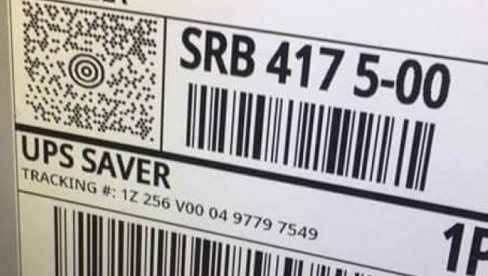 SRB 417 5-00
UPS SAVER
TRACKING #: 1Z 256 V00 04 9779 7549
1P